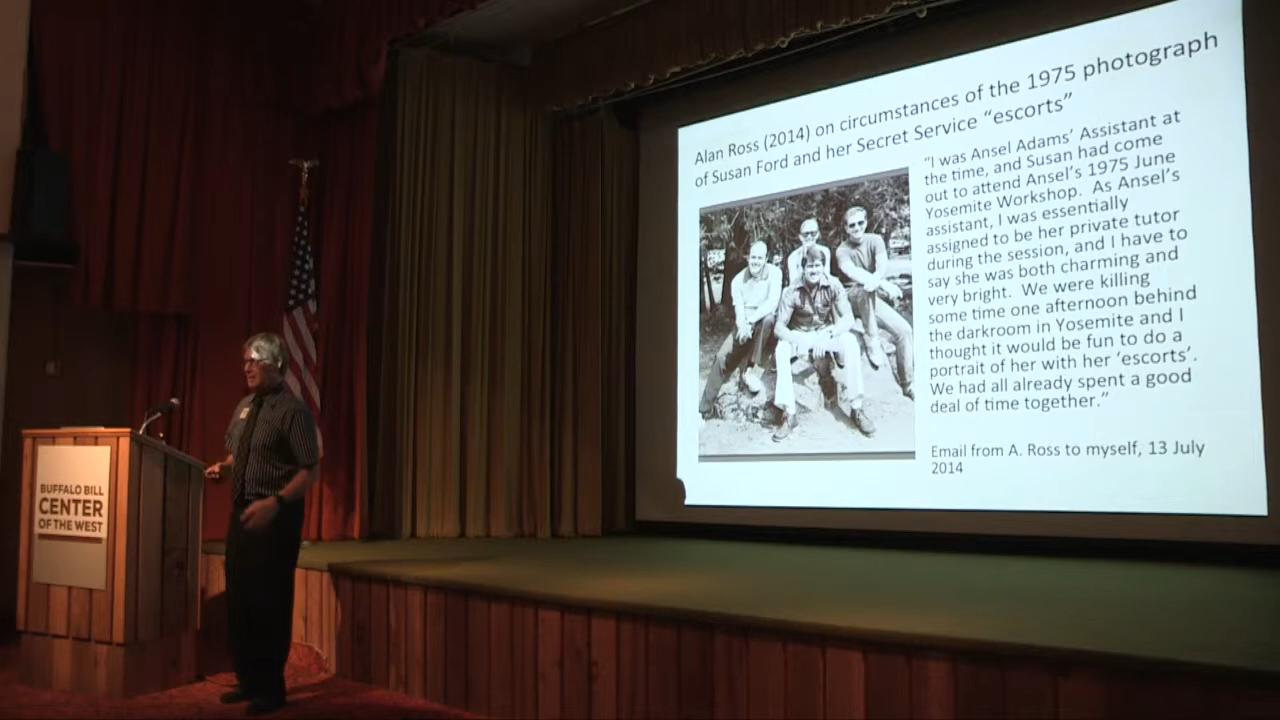 Alan Ross (2014) on circumstances of the 1975 photograph
of Susan Ford and her Secret Service “escorts”
“I was Ansel Adams’ Assistant at
the time, and Susan had come
out to attend Ansel’s 1975 June
Yosemite Workshop. As Ansel’s
assistant, I was essentially
assigned to be her private tutor
during the session, and I have to
say she was both charming and
very bright. We were killing
some time one afternoon behind
the darkroom in Yosemite and I
thought it would be fun to do a
portrait of her with her ‘escorts’.
We had all already spent a good
deal of time together.”
Email from A. Ross to myself, 13 July
2014
BUFFALO BILL
CENTER
OF THE WEST